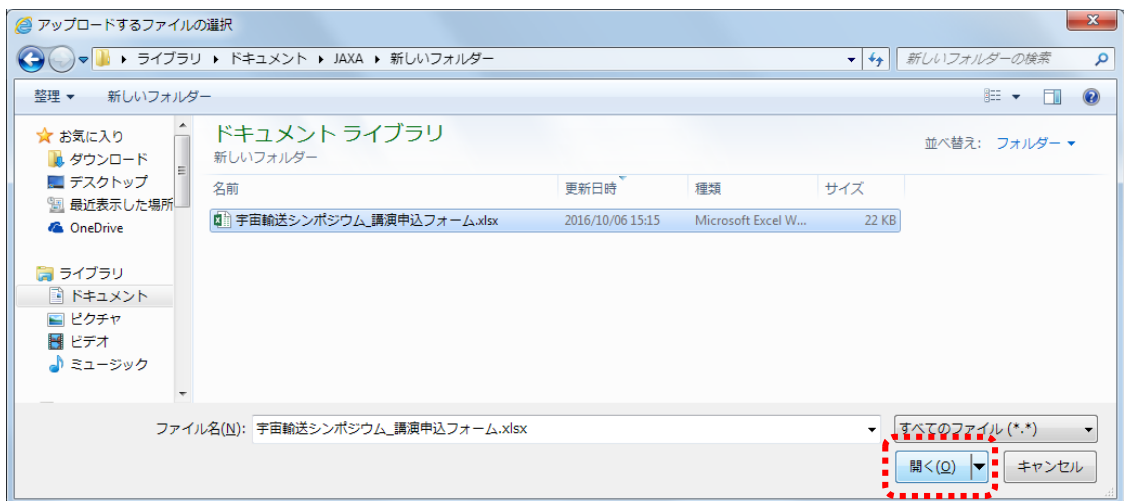 アップロードするファイルの選択
ライブラリ ▸ ドキュメント ▸ JAXA ▸ 新しいフォルダー
新しいフォルダーの検索
整理 ▼ 新しいフォルダー
お気に入り
ダウンロード
デスクトップ
最近表示した場所
OneDrive
ライブラリ
ドキュメント
ピクチャ
ビデオ
ミュージック
ドキュメント ライブラリ
新しいフォルダー
並べ替え: フォルダー ▼
名前 更新日時 種類 サイズ
宇宙輸送シンポジウム_講演申込フォーム.xlsx 2016/10/06 15:15 Microsoft Excel W... 22 KB
ファイル名(N): 宇宙輸送シンポジウム_講演申込フォーム.xlsx
すべてのファイル (*.*)
開く(O) キャンセル